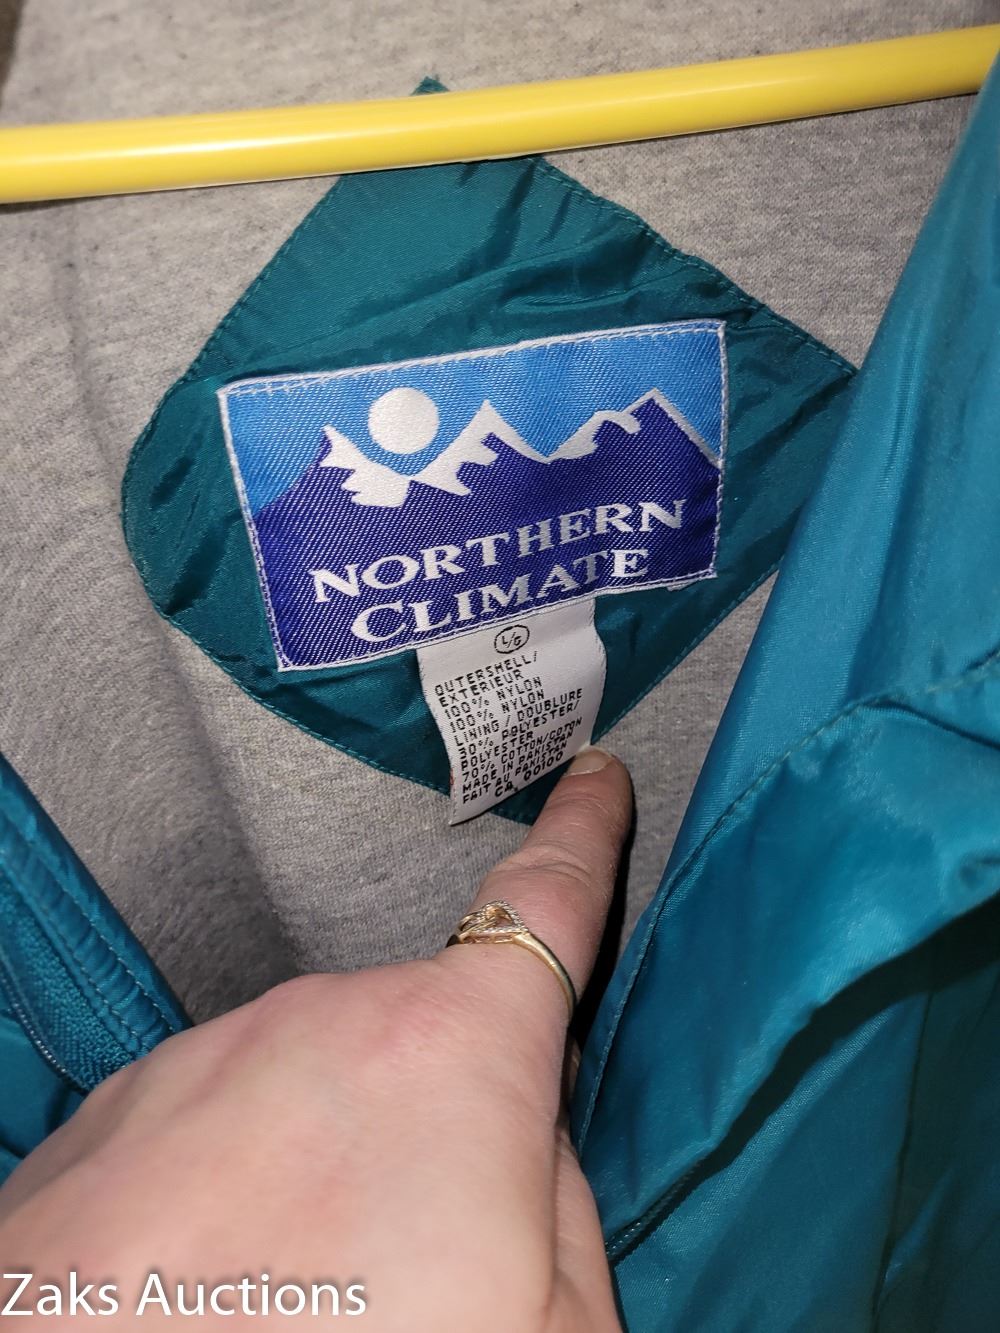 NORTHERN
CLIMATE
L/G
OUTERSHELL/
EXTERIEUR
100% NYLON
100% NYLON
LINING / DOUBLURE
30% POLYESTER/
POLYESTER
70% COTTON/COTON
MADE IN PAKISTAN
FAIT AU PAKISTAN
CA 00100
Zaks Auctions